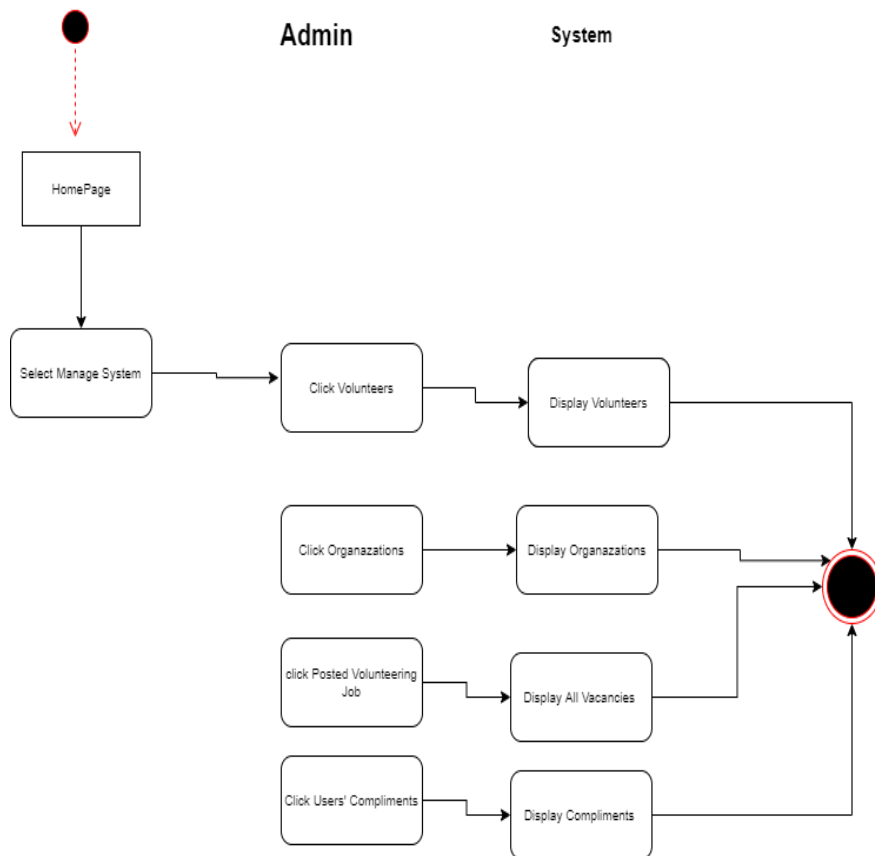 Admin
System
HomePage
Select Manage System
Click Volunteers
Display Volunteers
Click Organazations
Display Organazations
click Posted Volunteering
Job
Display All Vacancies
Click Users' Compliments
Display Compliments